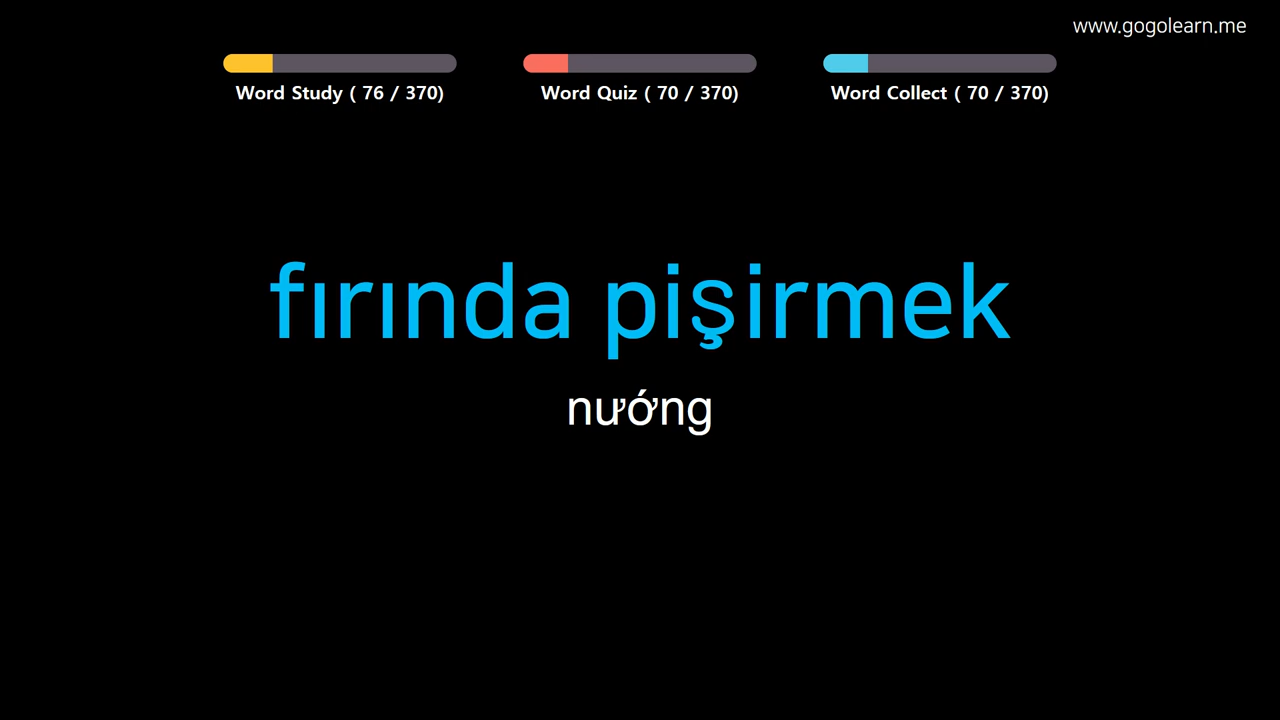 www.gogolearn.me
Word Study ( 76 / 370)
Word Quiz ( 70 / 370)
Word Collect ( 70 / 370)
fırında pişirmek
nướng